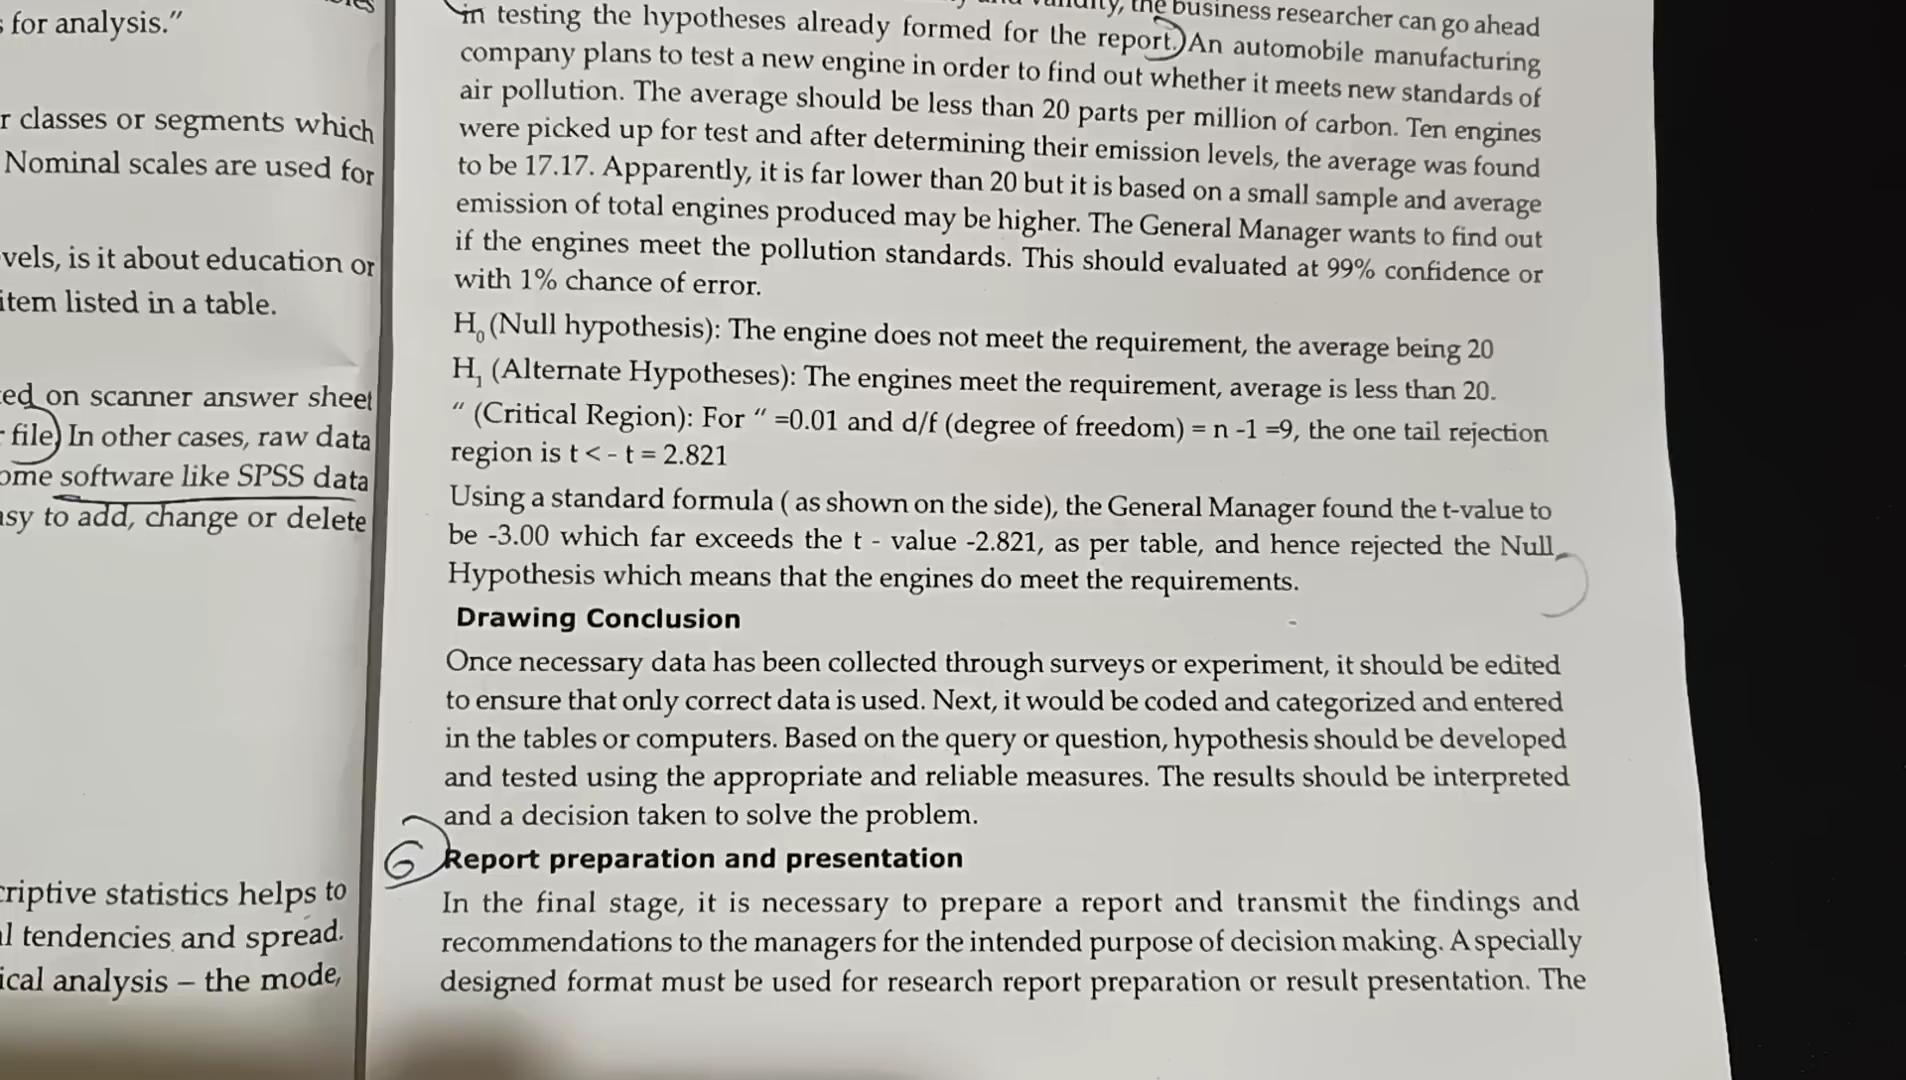 for analysis.”
r classes or segments which
Nominal scales are used for
vels, is it about education or
item listed in a table.
ed on scanner answer sheet
file) In other cases, raw data
ome software like SPSS data
asy to add, change or delete
criptive statistics helps to
al tendencies and spread.
ical analysis – the mode,
the business researcher can go ahead
in testing the hypotheses already formed for the report.) An automobile manufacturing
company plans to test a new engine in order to find out whether it meets new standards of
air pollution. The average should be less than 20 parts per million of carbon. Ten engines
were picked up for test and after determining their emission levels, the average was found
to be 17.17. Apparently, it is far lower than 20 but it is based on a small sample and average
emission of total engines produced may be higher. The General Manager wants to find out
if the engines meet the pollution standards. This should evaluated at 99% confidence or
with 1% chance of error.
H₀ (Null hypothesis): The engine does not meet the requirement, the average being 20
H₁ (Alternate Hypotheses): The engines meet the requirement, average is less than 20.
“ (Critical Region): For “ =0.01 and d/f (degree of freedom) = n -1 =9, the one tail rejection
region is t < - t = 2.821
Using a standard formula ( as shown on the side), the General Manager found the t-value to
be -3.00 which far exceeds the t - value -2.821, as per table, and hence rejected the Null
Hypothesis which means that the engines do meet the requirements.
Drawing Conclusion
Once necessary data has been collected through surveys or experiment, it should be edited
to ensure that only correct data is used. Next, it would be coded and categorized and entered
in the tables or computers. Based on the query or question, hypothesis should be developed
and tested using the appropriate and reliable measures. The results should be interpreted
and a decision taken to solve the problem.
6 Report preparation and presentation
In the final stage, it is necessary to prepare a report and transmit the findings and
recommendations to the managers for the intended purpose of decision making. A specially
designed format must be used for research report preparation or result presentation. The